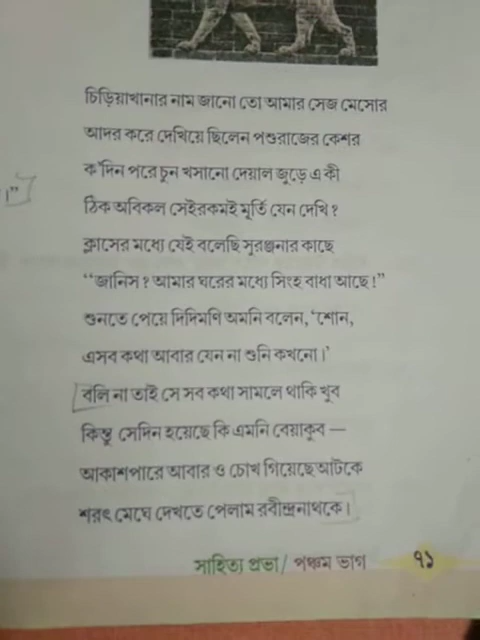 চিড়িয়াখানার নাম জানো তো আমার সেজ মেসোর
আদর করে দেখিয়ে ছিলেন পশুরাজের কেশর
ক'দিন পরে চুন খসানো দেয়াল জুড়ে এ কী
।"
ঠিক অবিকল সেইরকমই মূর্তি যেন দেখি?
ক্লাসের মধ্যে যেই বলেছি সুরঞ্জনার কাছে
"জানিস? আমার ঘরের মধ্যে সিংহ বাধা আছে!"
শুনতে পেয়ে দিদিমণি অমনি বলেন, 'শোন,
এসব কথা আবার যেন না শুনি কখনো।'
বলি না তাই সে সব কথা সামলে থাকি খুব
কিন্তু সেদিন হয়েছে কি এমনি বেয়াকুব —
আকাশপারে আবার ও চোখ গিয়েছে আটকে
শরৎ মেঘে দেখতে পেলাম রবীন্দ্রনাথকে।
সাহিত্য প্রভা / পঞ্চম ভাগ ৭১